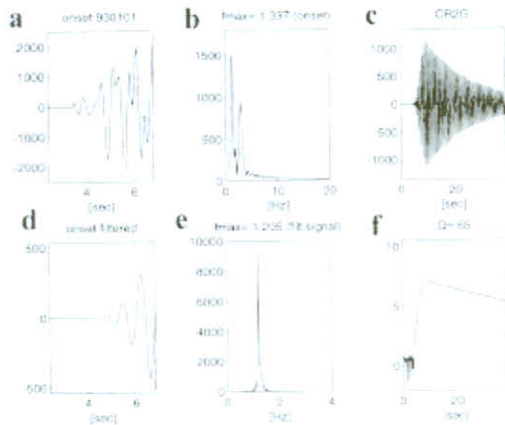 a onset 930101
2000
1000
0
-1000
-2000
4 6
[sec]
b fmax= 1.337 (onset)
1500
1000
500
0
0 10 20
[Hz]
c CR2G
1000
500
0
-500
-1000
0 20
[sec]
d onset filtered
500
0
-500
4 6
[sec]
e fmax= 1.205 (filt.signal)
10000
8000
6000
4000
2000
0
0 2 4
[Hz]
f Q= 65
10
5
0
0 20
[sec]